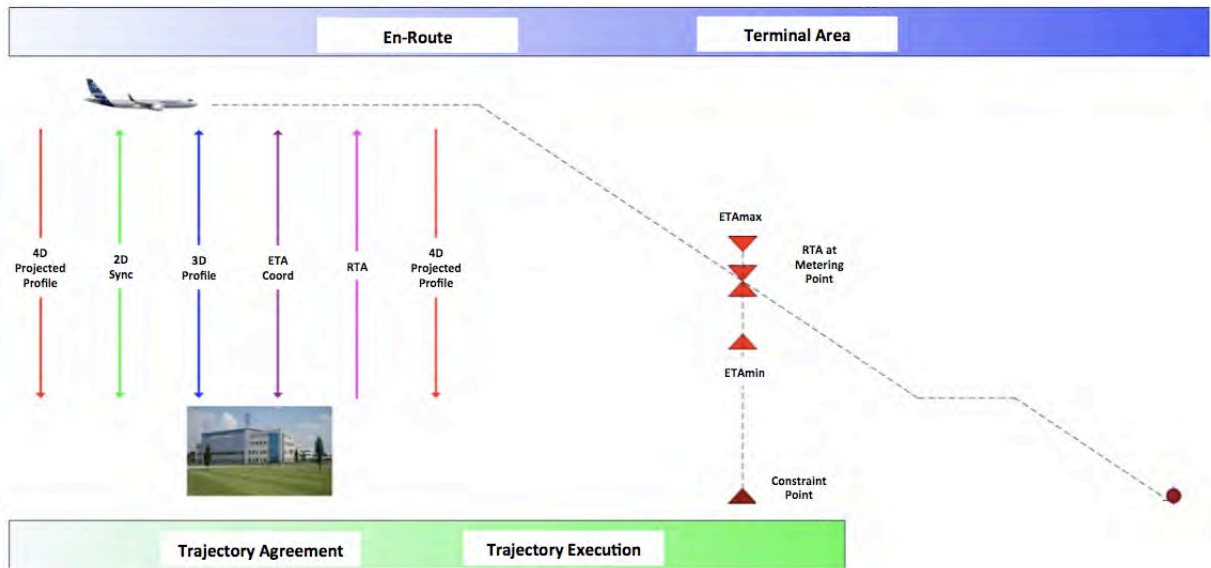 En-Route
Terminal Area
4D
Projected
Profile
2D
Sync
3D
Profile
ETA
Coord
RTA
4D
Projected
Profile
ETAmax
RTA at
Metering
Point
ETAmin
Constraint
Point
Trajectory Agreement
Trajectory Execution